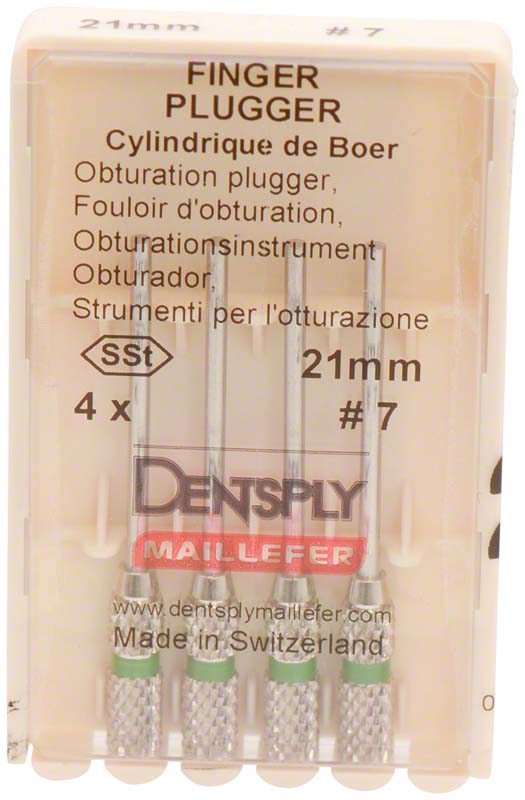 21mm # 7
FINGER
PLUGGER
Cylindrique de Boer
Obturation plugger,
Fouloir d'obturation,
Obturationsinstrument
Obturador,
Strumenti per l'otturazione
SSt 21mm
4 x # 7
DENTSPLY
MAILLEFER
www.dentsplymaillefer.com
Made in Switzerland